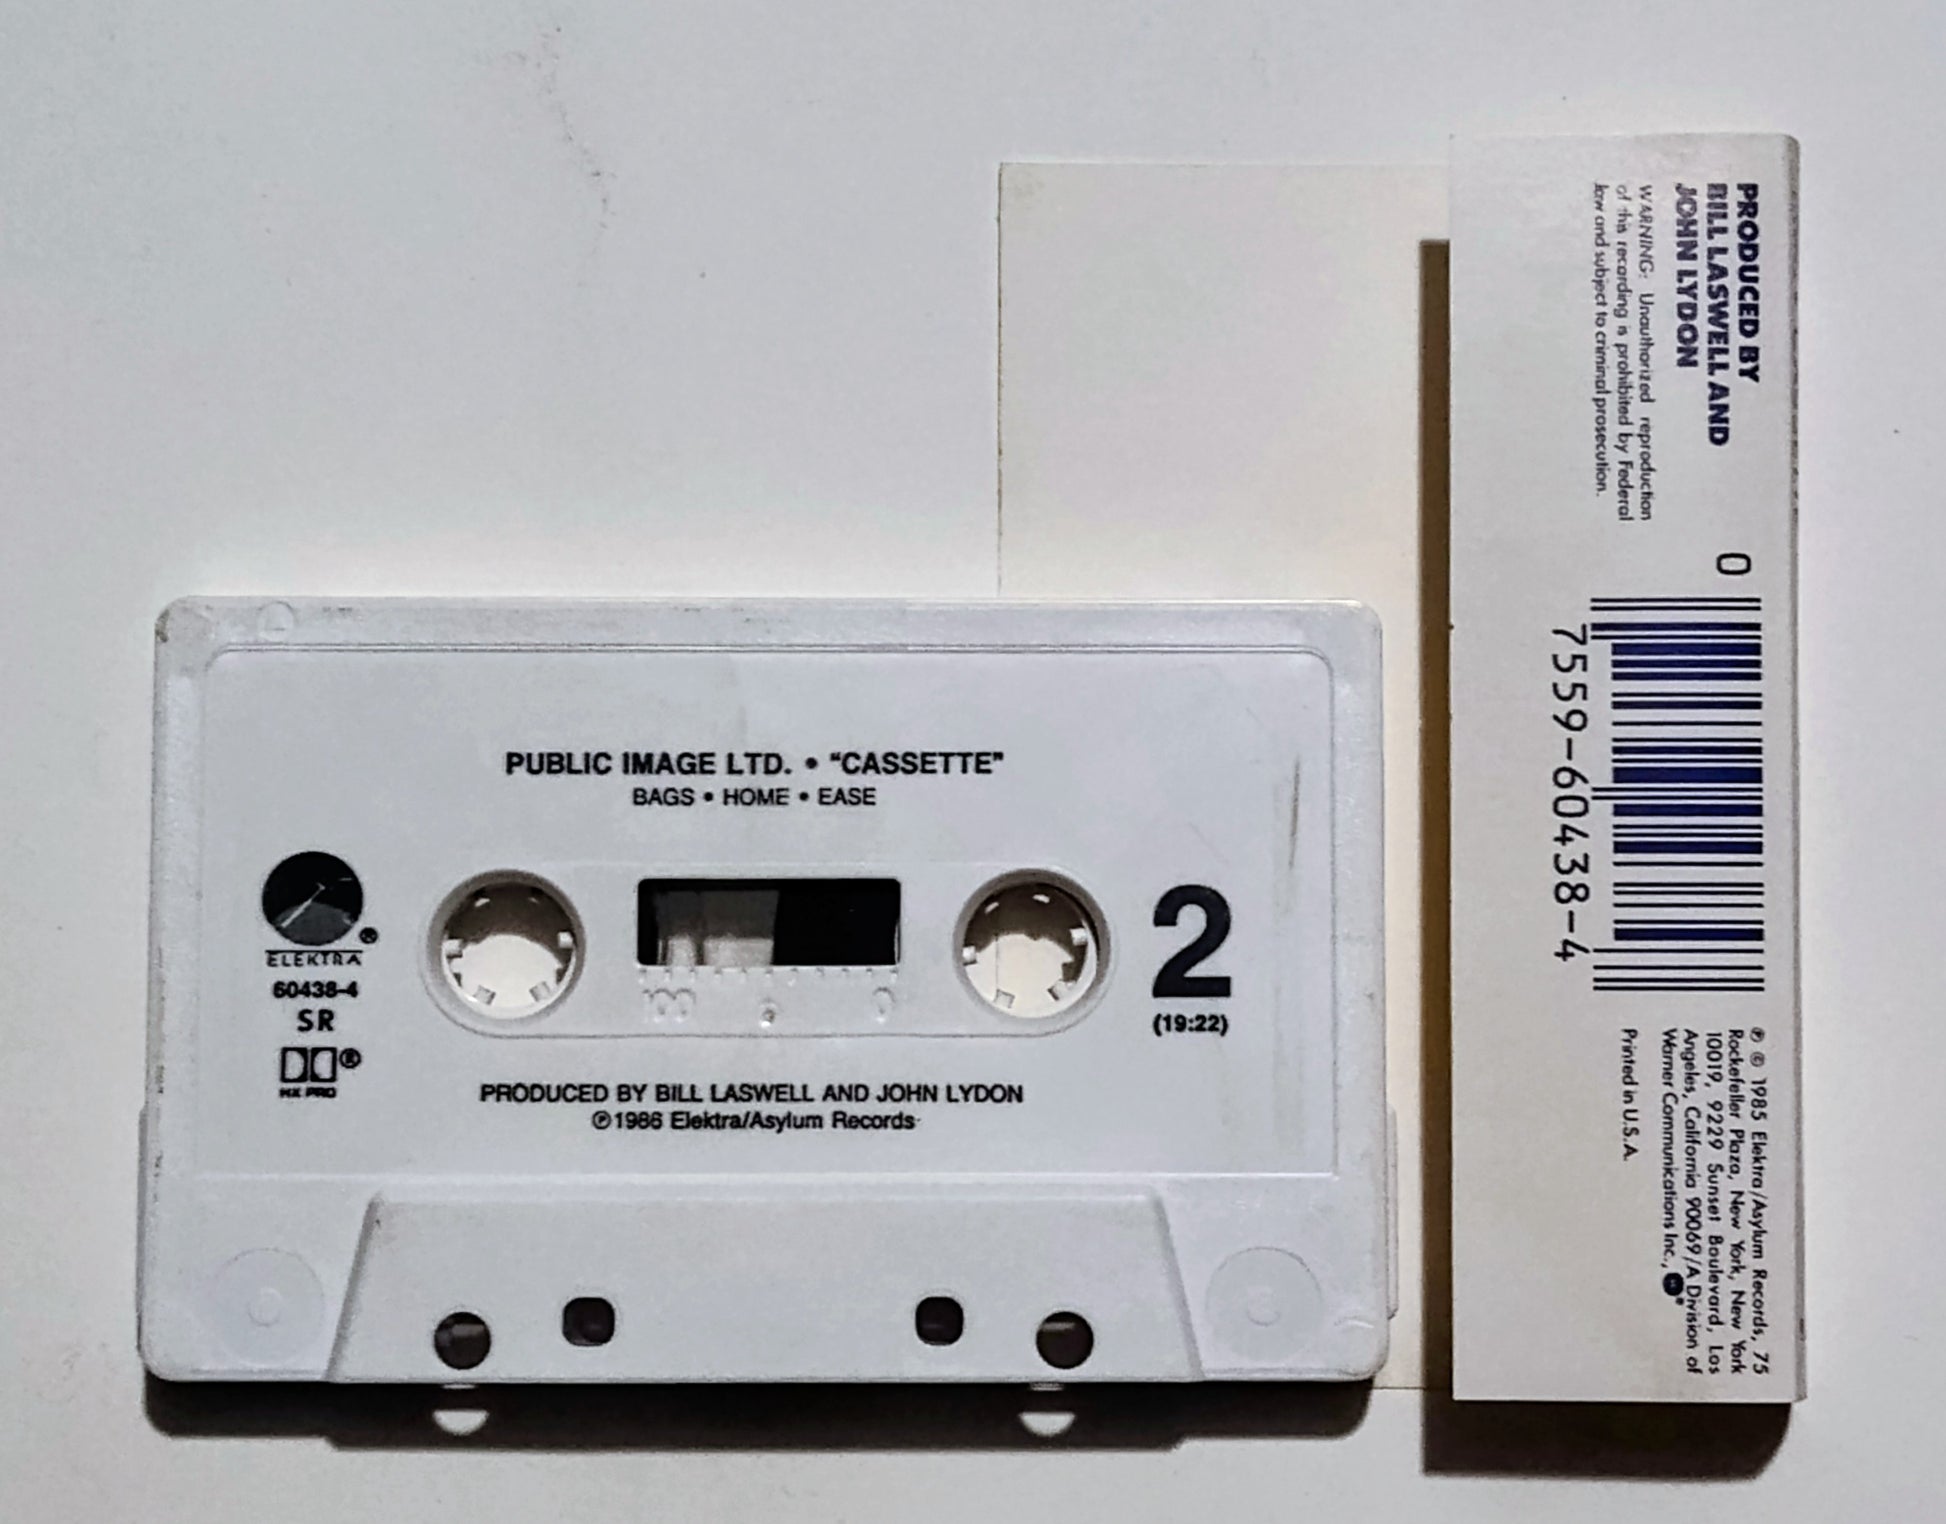 PUBLIC IMAGE LTD. • “CASSETTE”
BAGS • HOME • EASE
ELEKTRA®
60438-4
SR
®
HX PRO
2
(19:22)
PRODUCED BY BILL LASWELL AND JOHN LYDON
℗1986 Elektra/Asylum Records
PRODUCED BY
BILL LASWELL AND
JOHN LYDON
WARNING: Unauthorized reproduction
of this recording is prohibited by Federal
law and subject to criminal prosecution.
0
7559-60438-4
℗ © 1985 Elektra/Asylum Records, 75
Rockefeller Plaza, New York, New York
10019, 9229 Sunset Boulevard, Los
Angeles, California 90069/A Division of
Warner Communications Inc.,
Printed in U.S.A.